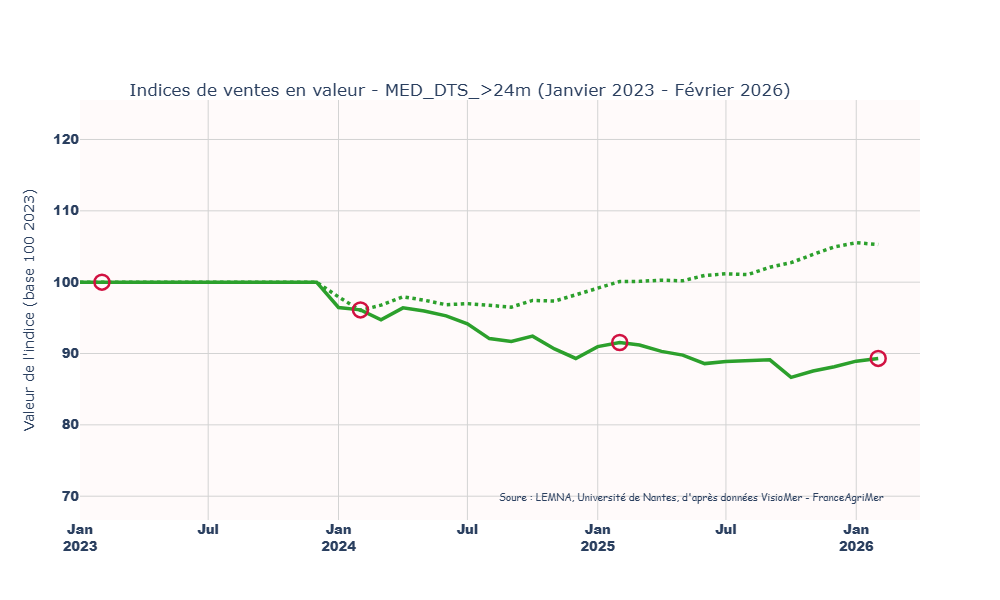 Indices de ventes en valeur - MED_DTS_>24m (Janvier 2023 - Février 2026)
Valeur de l'indice (base 100 2023)
120
110
100
90
80
70
Soure : LEMNA, Université de Nantes, d'après données VisioMer - FranceAgriMer
Jan
2023
Jul
Jan
2024
Jul
Jan
2025
Jul
Jan
2026